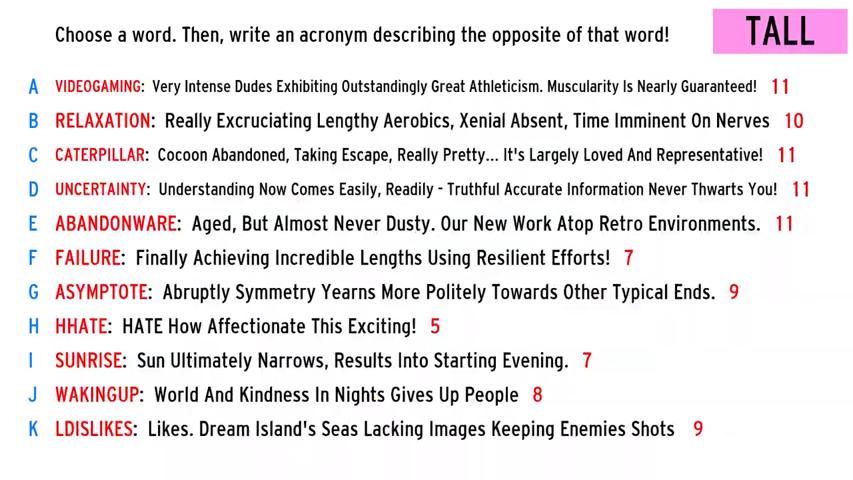 Choose a word. Then, write an acronym describing the opposite of that word!
TALL
A VIDEOGAMING: Very Intense Dudes Exhibiting Outstandingly Great Athleticism. Muscularity Is Nearly Guaranteed! 11
B RELAXATION: Really Excruciating Lengthy Aerobics, Xenial Absent, Time Imminent On Nerves 10
C CATERPILLAR: Cocoon Abandoned, Taking Escape, Really Pretty... It's Largely Loved And Representative! 11
D UNCERTAINTY: Understanding Now Comes Easily, Readily - Truthful Accurate Information Never Thwarts You! 11
E ABANDONWARE: Aged, But Almost Never Dusty. Our New Work Atop Retro Environments. 11
F FAILURE: Finally Achieving Incredible Lengths Using Resilient Efforts! 7
G ASYMPTOTE: Abruptly Symmetry Yearns More Politely Towards Other Typical Ends. 9
H HHATE: HATE How Affectionate This Exciting! 5
I SUNRISE: Sun Ultimately Narrows, Results Into Starting Evening. 7
J WAKINGUP: World And Kindness In Nights Gives Up People 8
K LDISLIKES: Likes. Dream Island's Seas Lacking Images Keeping Enemies Shots 9